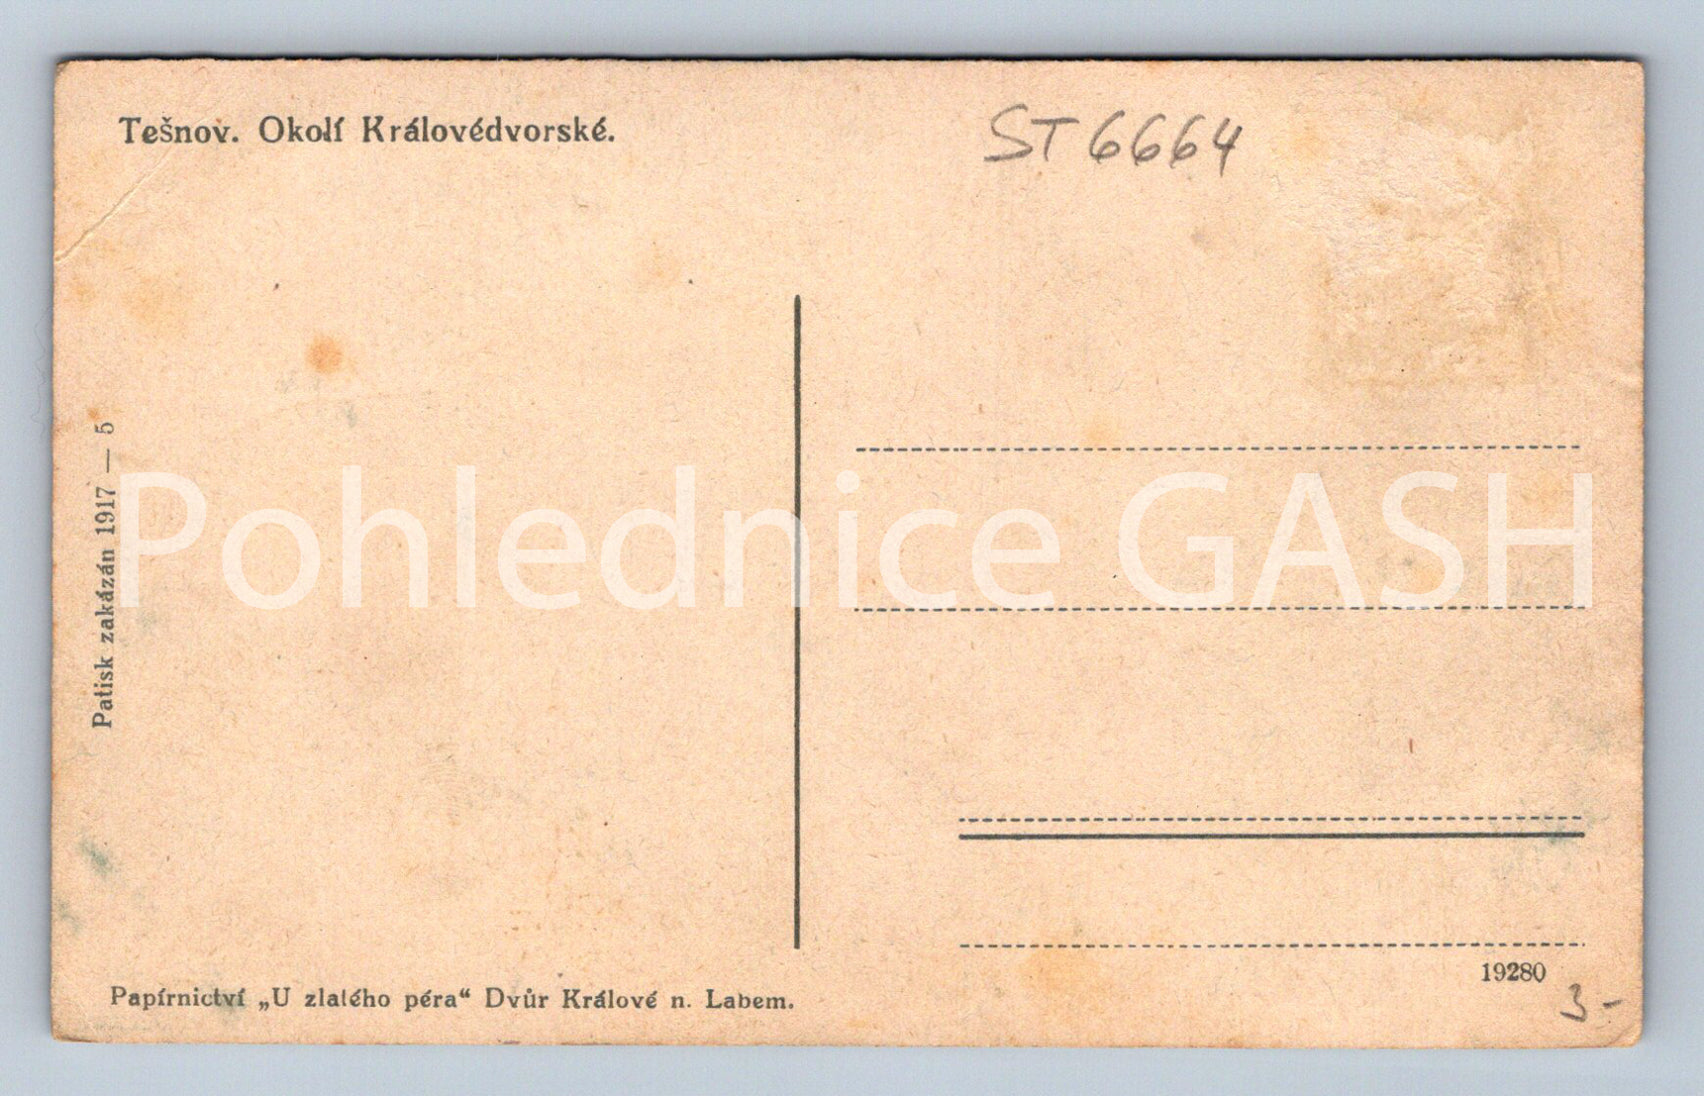 Tešnov. Okolí Královédvorské.
ST 6664
Patisk zakázán 1917 — 5
Pohlednice GASH
19280
3-
Papírnictví „U zlatého péra“ Dvůr Králové n. Labem.